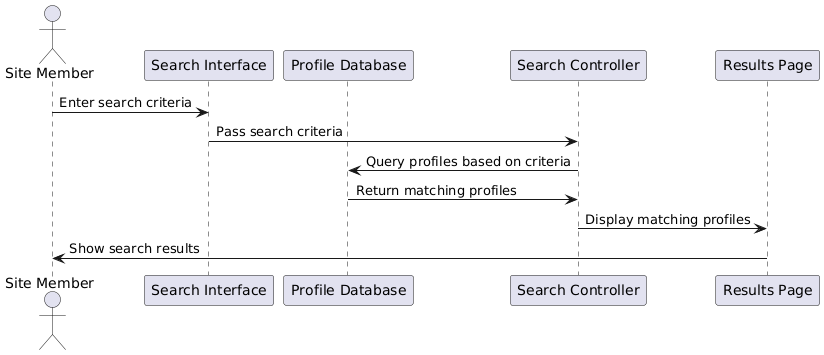 Site Member
Search Interface
Profile Database
Search Controller
Results Page
Enter search criteria
Pass search criteria
Query profiles based on criteria
Return matching profiles
Display matching profiles
Show search results
Site Member
Search Interface
Profile Database
Search Controller
Results Page